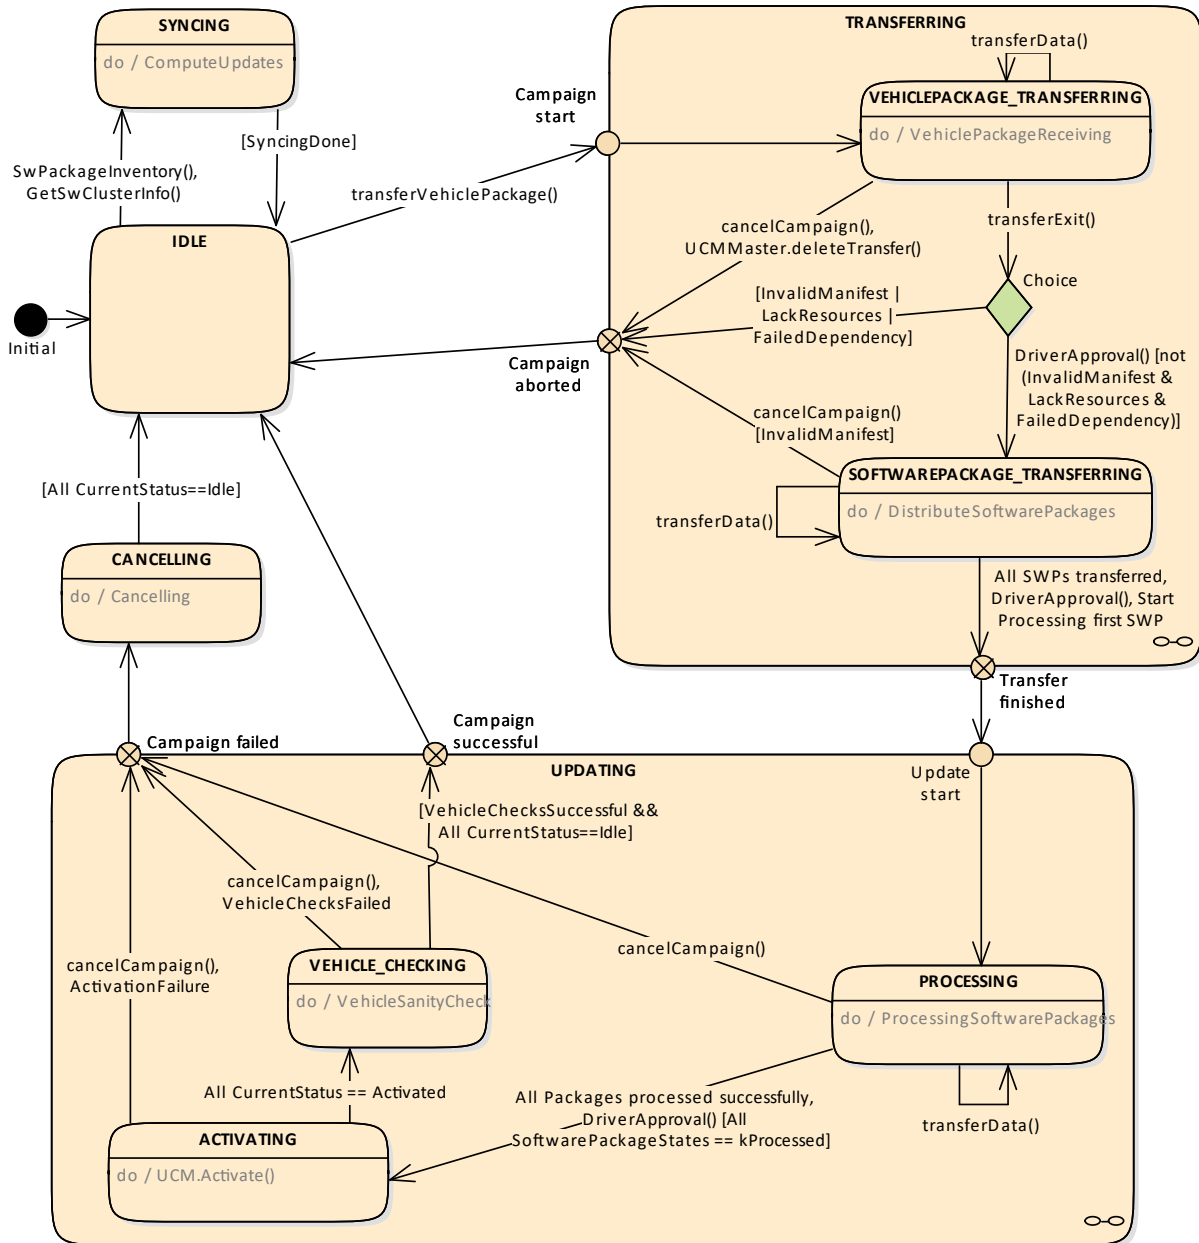 SYNCING
do / ComputeUpdates
SwPackageInventory(),
GetSwClusterInfo()
[SyncingDone]
IDLE
Initial
transferVehiclePackage()
Campaign
start
TRANSFERRING
transferData()
VEHICLEPACKAGE_TRANSFERRING
do / VehiclePackageReceiving
cancelCampaign(),
UCMMaster.deleteTransfer()
transferExit()
Choice
[InvalidManifest |
LackResources |
FailedDependency]
Campaign
aborted
DriverApproval() [not
(InvalidManifest &
LackResources &
FailedDependency)]
cancelCampaign()
[InvalidManifest]
SOFTWAREPACKAGE_TRANSFERRING
do / DistributeSoftwarePackages
transferData()
All SWPs transferred,
DriverApproval(), Start
Processing first SWP
Transfer
finished
[All CurrentStatus==Idle]
CANCELLING
do / Cancelling
Campaign failed
Campaign
successful
UPDATING
Update
start
[VehicleChecksSuccessful &&
All CurrentStatus==Idle]
cancelCampaign(),
VehicleChecksFailed
cancelCampaign()
cancelCampaign(),
ActivationFailure
VEHICLE_CHECKING
do / VehicleSanityCheck
PROCESSING
do / ProcessingSoftwarePackages
All CurrentStatus == Activated
All Packages processed successfully,
DriverApproval() [All
SoftwarePackageStates == kProcessed]
transferData()
ACTIVATING
do / UCM.Activate()